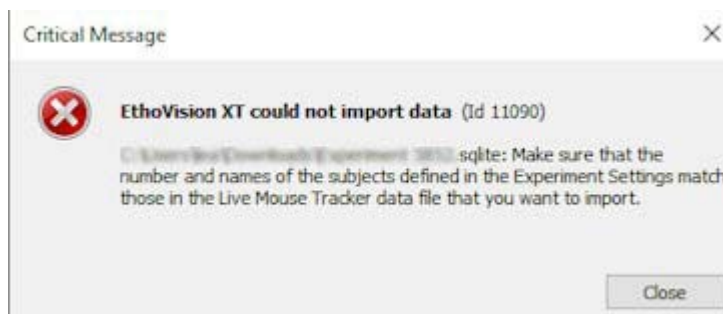 Critical Message
EthoVision XT could not import data (Id 11090)
sqlite: Make sure that the
number and names of the subjects defined in the Experiment Settings match
those in the Live Mouse Tracker data file that you want to import.
Close